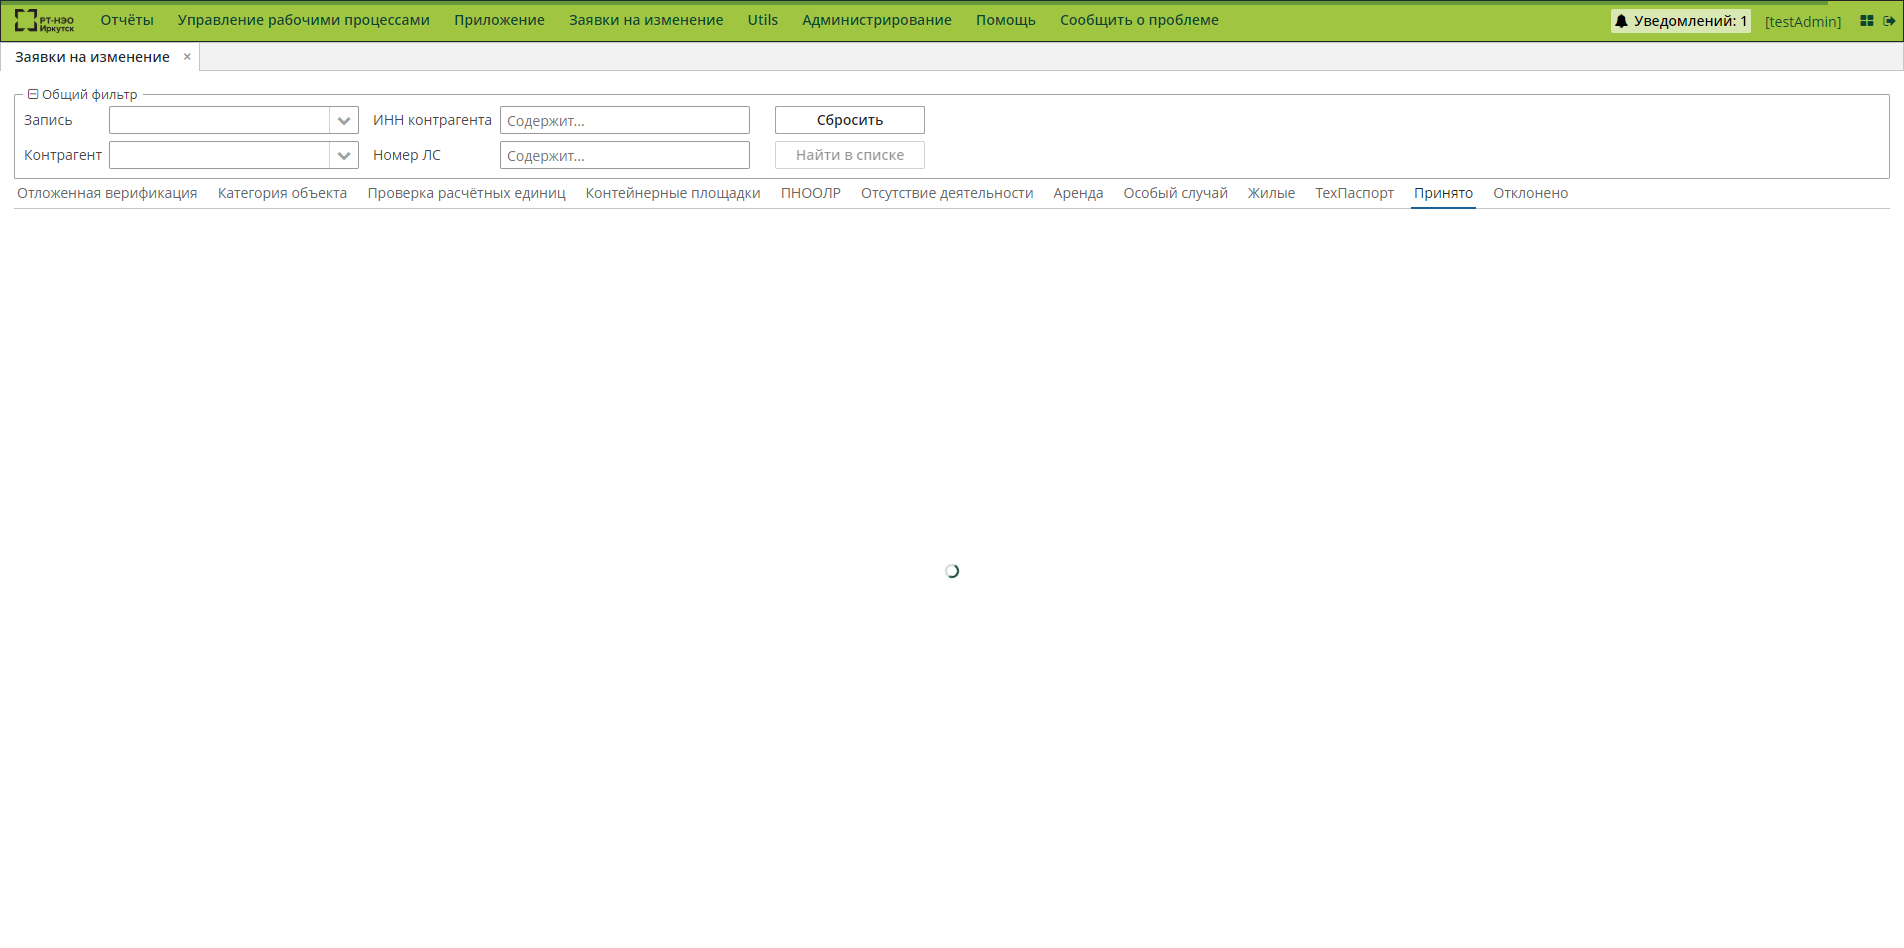 РТ-НЭО Иркутск Отчёты Управление рабочими процессами Приложение Заявки на изменение Utils Администрирование Помощь Сообщить о проблеме Уведомлений: 1 [testAdmin]
Заявки на изменение ×
Общий фильтр
Запись ИНН контрагента Содержит... Сбросить
Контрагент Номер ЛС Содержит... Найти в списке
Отложенная верификация Категория объекта Проверка расчётных единиц Контейнерные площадки ПНООЛР Отсутствие деятельности Аренда Особый случай Жилые ТехПаспорт Принято Отклонено